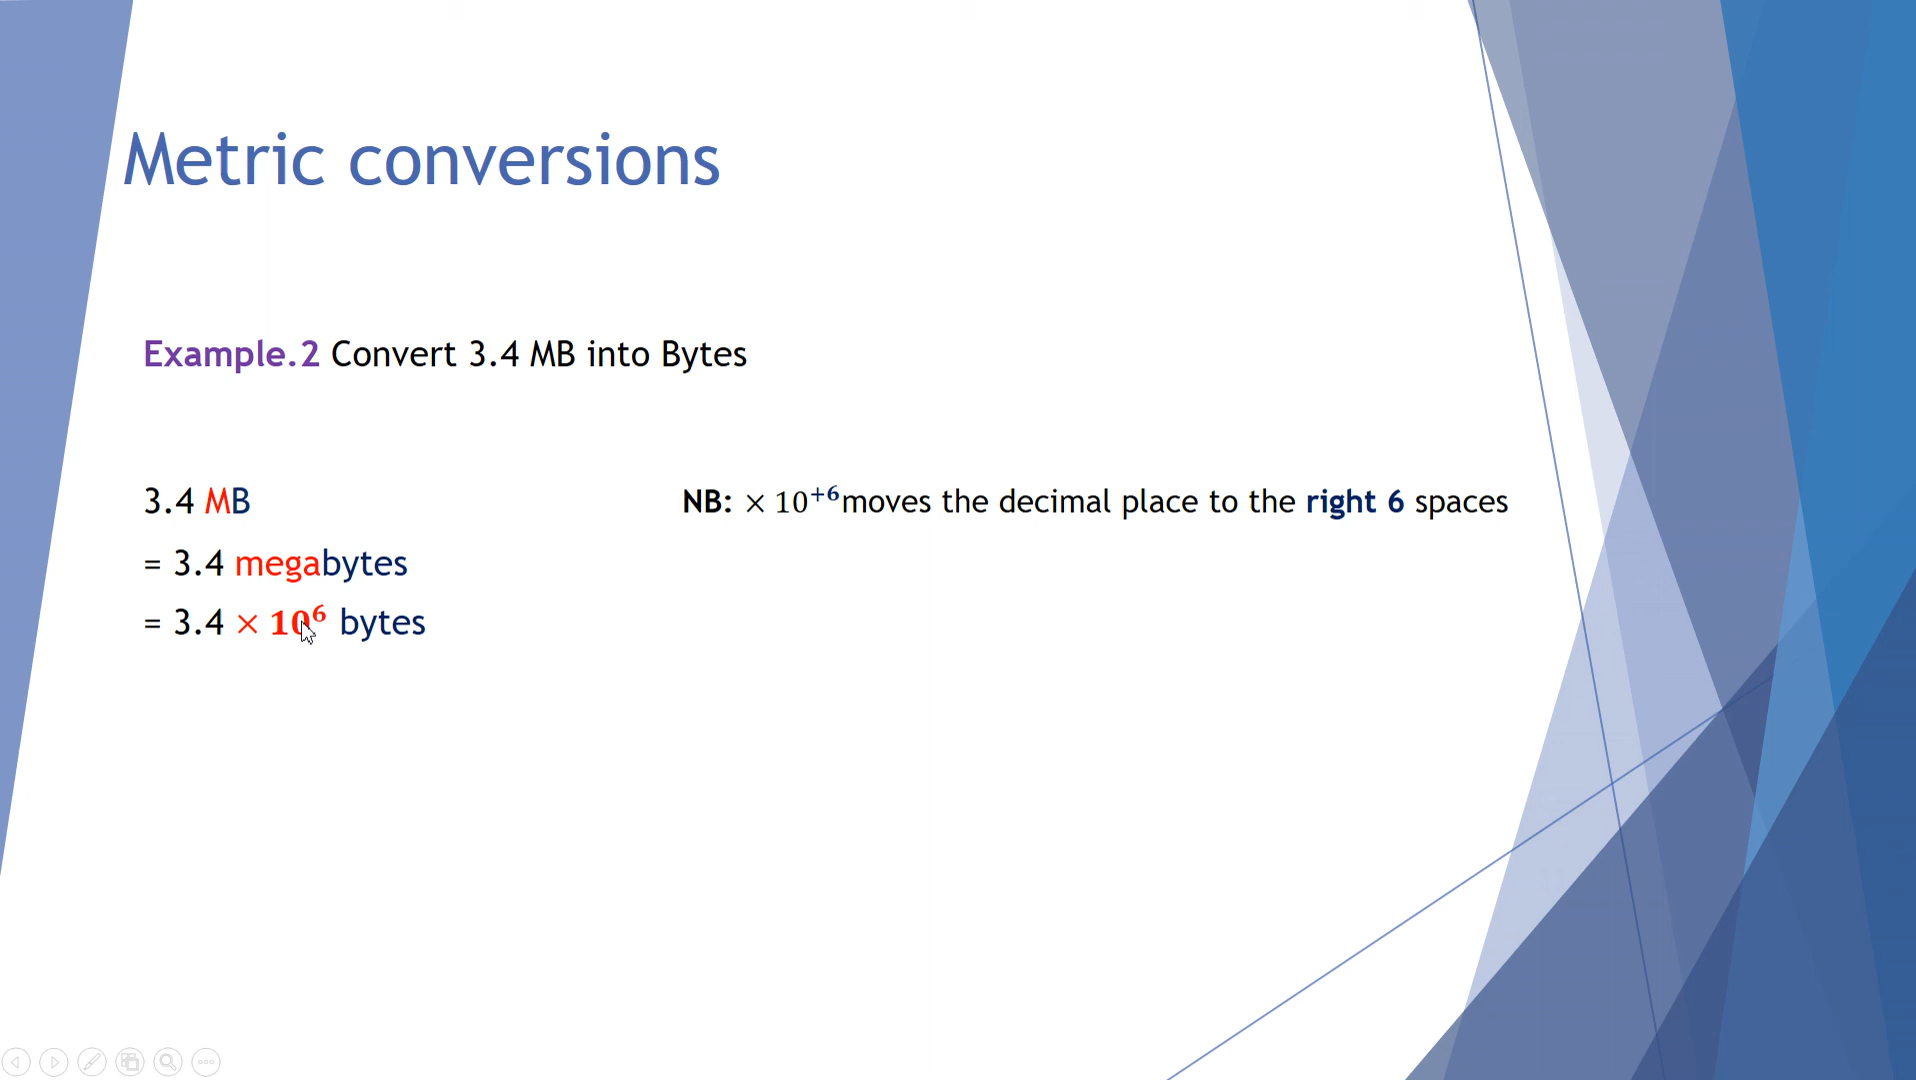 Metric conversions
Example.2 Convert 3.4 MB into Bytes
3.4 MB
NB: × 10⁺⁶moves the decimal place to the right 6 spaces
= 3.4 megabytes
= 3.4 × 10⁶ bytes